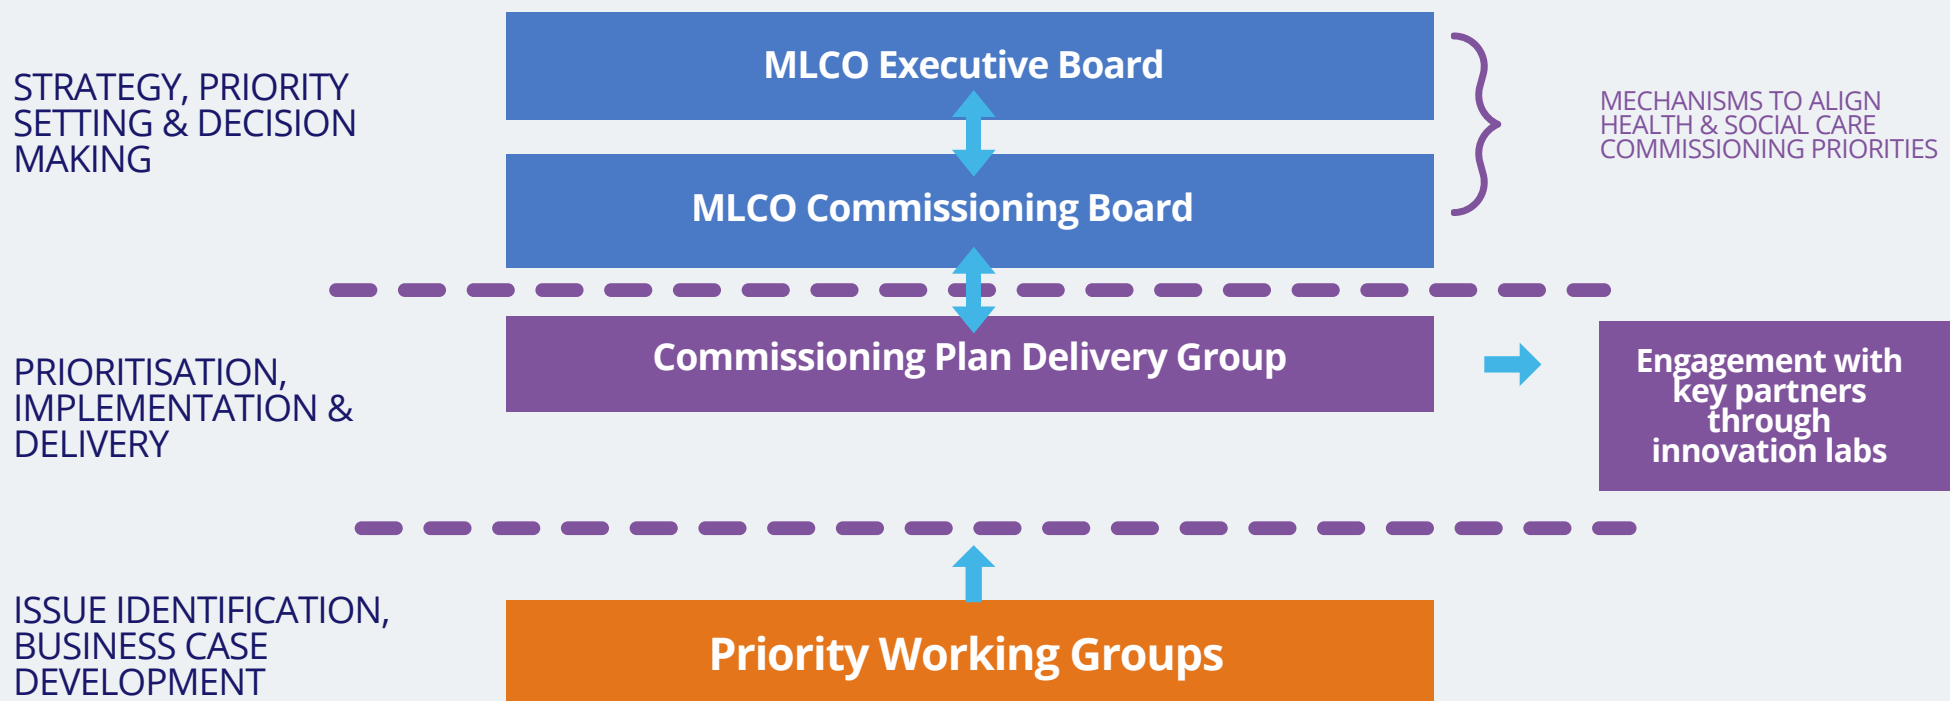 STRATEGY, PRIORITY
SETTING & DECISION
MAKING
MLCO Executive Board
MLCO Commissioning Board
MECHANISMS TO ALIGN
HEALTH & SOCIAL CARE
COMMISSIONING PRIORITIES
PRIORITISATION,
IMPLEMENTATION &
DELIVERY
Commissioning Plan Delivery Group
Engagement with
key partners
through
innovation labs
ISSUE IDENTIFICATION,
BUSINESS CASE
DEVELOPMENT
Priority Working Groups